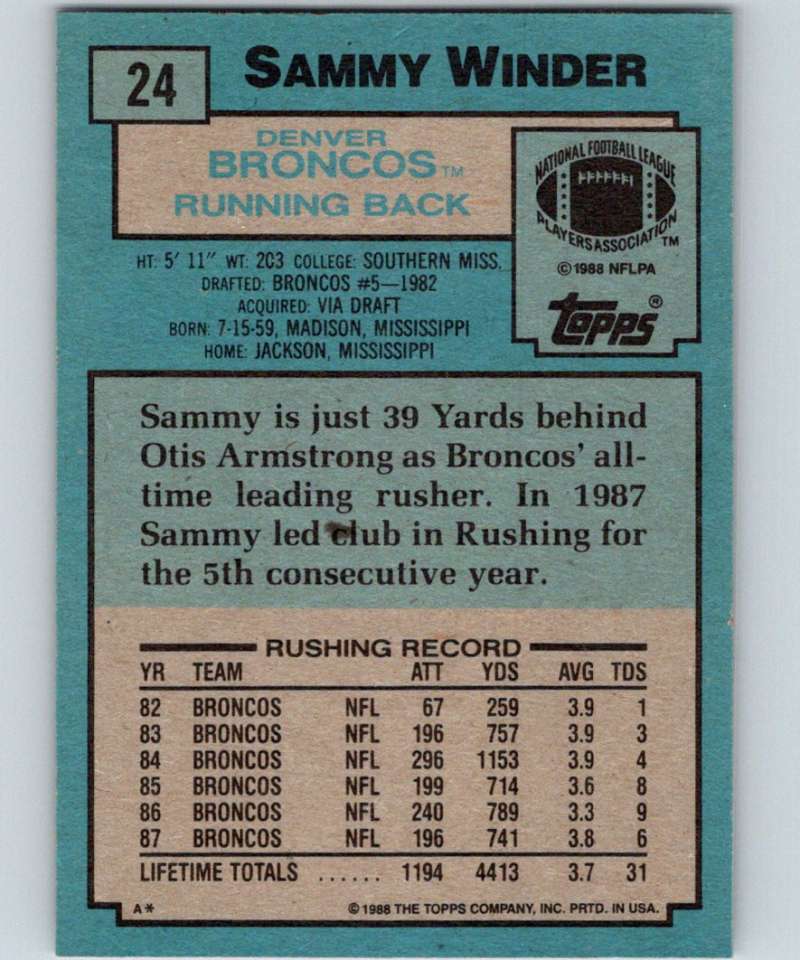 24
SAMMY WINDER
DENVER
BRONCOS™
RUNNING BACK
NATIONAL FOOTBALL LEAGUE
PLAYERS ASSOCIATION™
©1988 NFLPA
topps®
HT: 5' 11" WT: 203 COLLEGE: SOUTHERN MISS.
DRAFTED: BRONCOS #5—1982
ACQUIRED: VIA DRAFT
BORN: 7-15-59, MADISON, MISSISSIPPI
HOME: JACKSON, MISSISSIPPI
Sammy is just 39 Yards behind
Otis Armstrong as Broncos' all-
time leading rusher. In 1987
Sammy led club in Rushing for
the 5th consecutive year.
RUSHING RECORD
YR TEAM ATT YDS AVG TDS
82 BRONCOS NFL 67 259 3.9 1
83 BRONCOS NFL 196 757 3.9 3
84 BRONCOS NFL 296 1153 3.9 4
85 BRONCOS NFL 199 714 3.6 8
86 BRONCOS NFL 240 789 3.3 9
87 BRONCOS NFL 196 741 3.8 6
LIFETIME TOTALS ...... 1194 4413 3.7 31
A* ©1988 THE TOPPS COMPANY, INC. PRTD. IN USA.